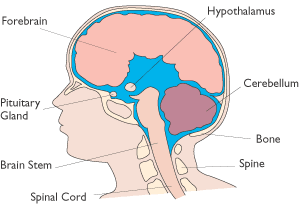 Hypothalamus
Forebrain
Cerebellum
Pituitary
Gland
Bone
Brain Stem
Spine
Spinal Cord